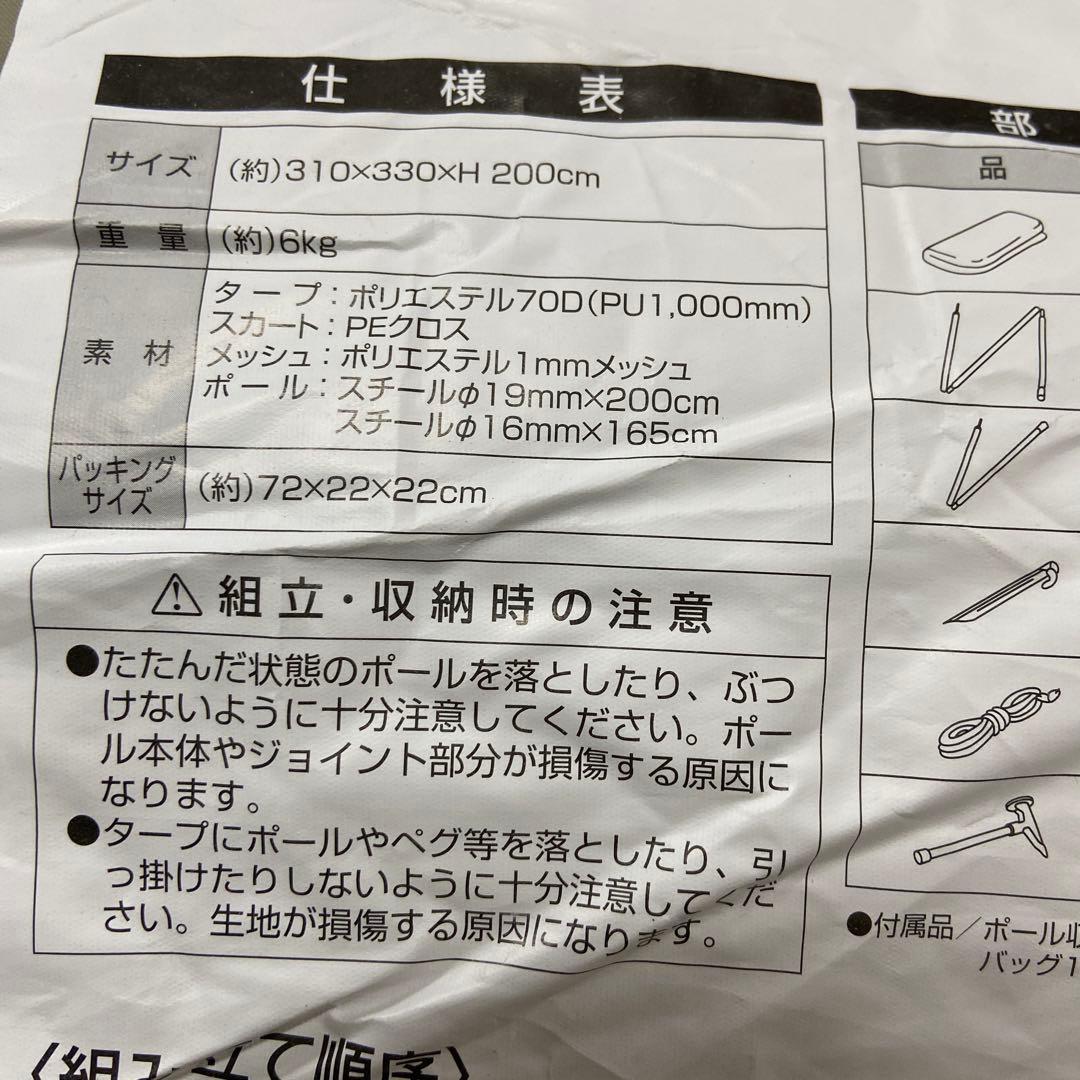 仕様表
サイズ (約)310×330×H 200cm
重量 (約)6kg
素材 タープ：ポリエステル70D(PU1,000mm)
スカート：PEクロス
メッシュ：ポリエステル1mmメッシュ
ポール：スチールφ19mm×200cm
スチールφ16mm×165cm
パッキング
サイズ (約)72×22×22cm
⚠組立・収納時の注意
●たたんだ状態のポールを落としたり、ぶつ
けないように十分注意してください。ポー
ル本体やジョイント部分が損傷する原因に
なります。
●タープにポールやペグ等を落としたり、引
っ掛けたりしないように十分注意してくだ
さい。生地が損傷する原因になります。
〈組み立て順序〉
部
品
●付属品／ポール収
バッグ1